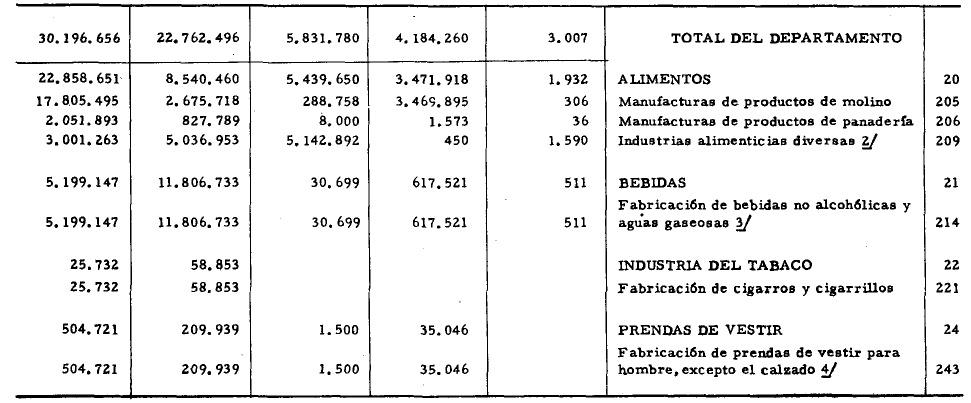 30.196.656 22.762.496 5.831.780 4.184.260 3.007 TOTAL DEL DEPARTAMENTO
22.858.651 8.540.460 5.439.650 3.471.918 1.932 ALIMENTOS 20
17.805.495 2.675.718 288.758 3.469.895 306 Manufacturas de productos de molino 205
2.051.893 827.789 8.000 1.573 36 Manufacturas de productos de panadería 206
3.001.263 5.036.953 5.142.892 450 1.590 Industrias alimenticias diversas 2/ 209
5.199.147 11.806.733 30.699 617.521 511 BEBIDAS 21
Fabricación de bebidas no alcohólicas y
5.199.147 11.806.733 30.699 617.521 511 aguas gaseosas 3/ 214
25.732 58.853 INDUSTRIA DEL TABACO 22
25.732 58.853 Fabricación de cigarros y cigarrillos 221
504.721 209.939 1.500 35.046 PRENDAS DE VESTIR 24
Fabricación de prendas de vestir para
504.721 209.939 1.500 35.046 hombre, excepto el calzado 4/ 243